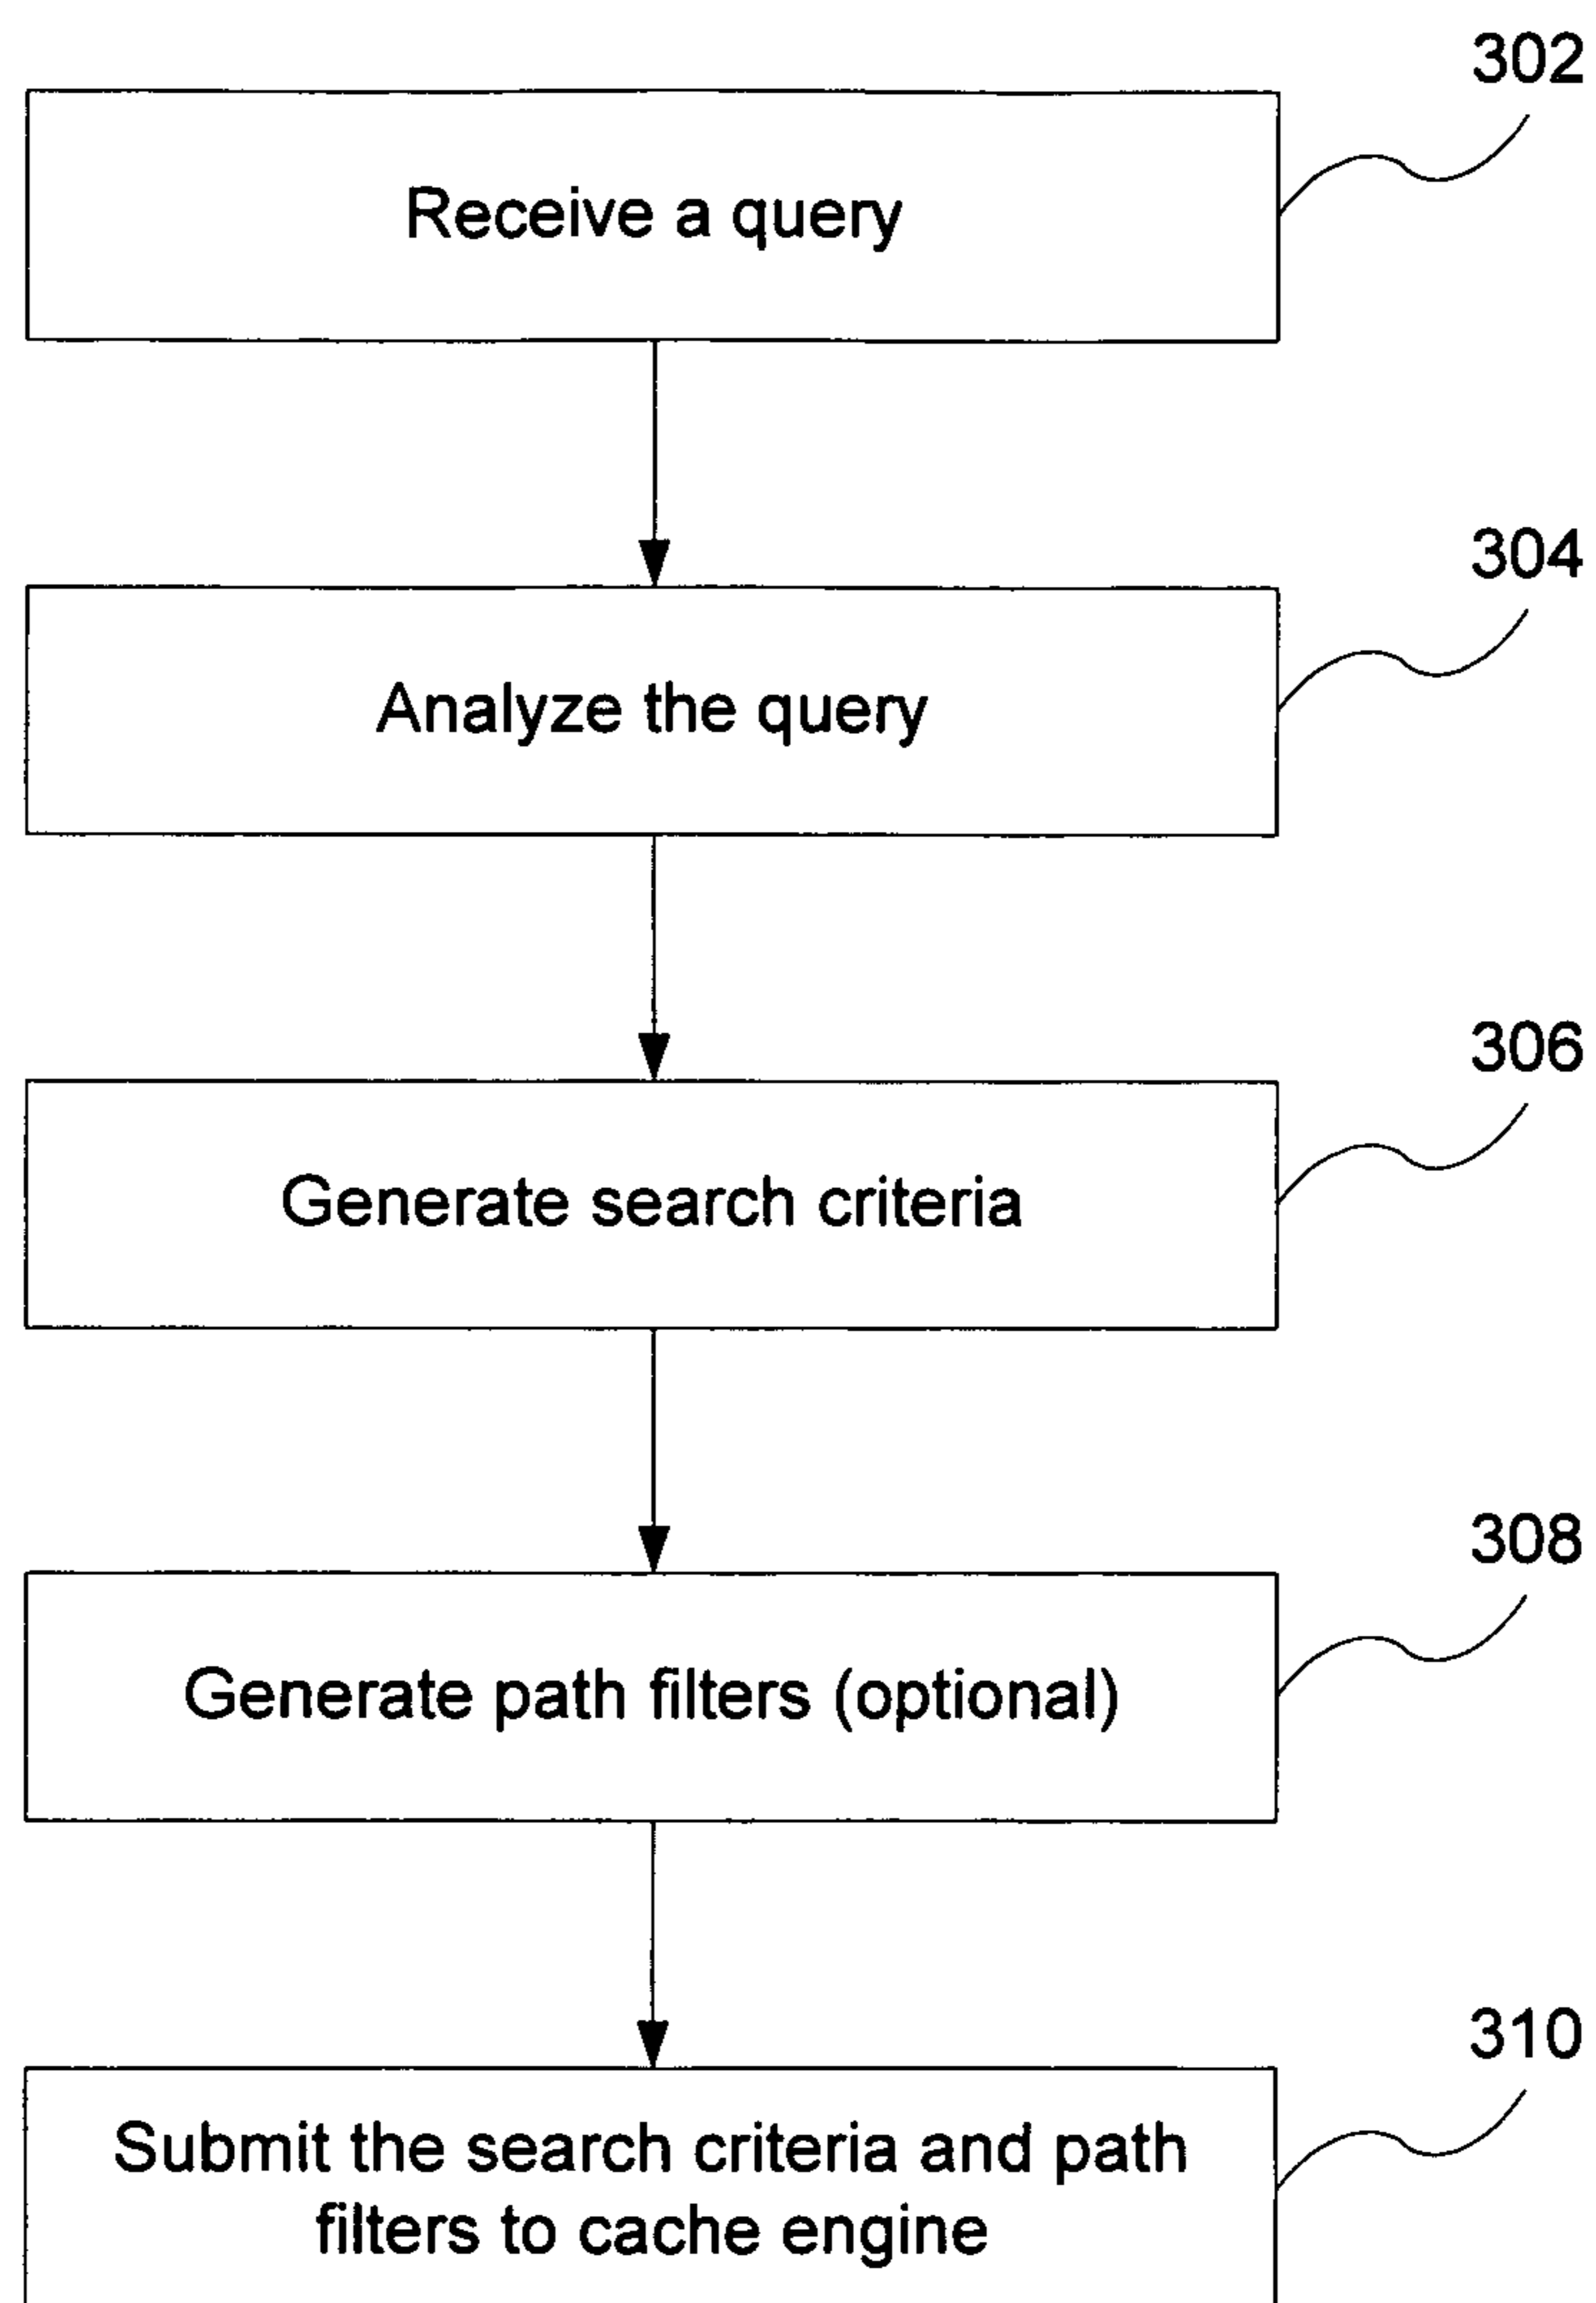 302
Receive a query
304
Analyze the query
306
Generate search criteria
308
Generate path filters (optional)
310
Submit the search criteria and path
filters to cache engine